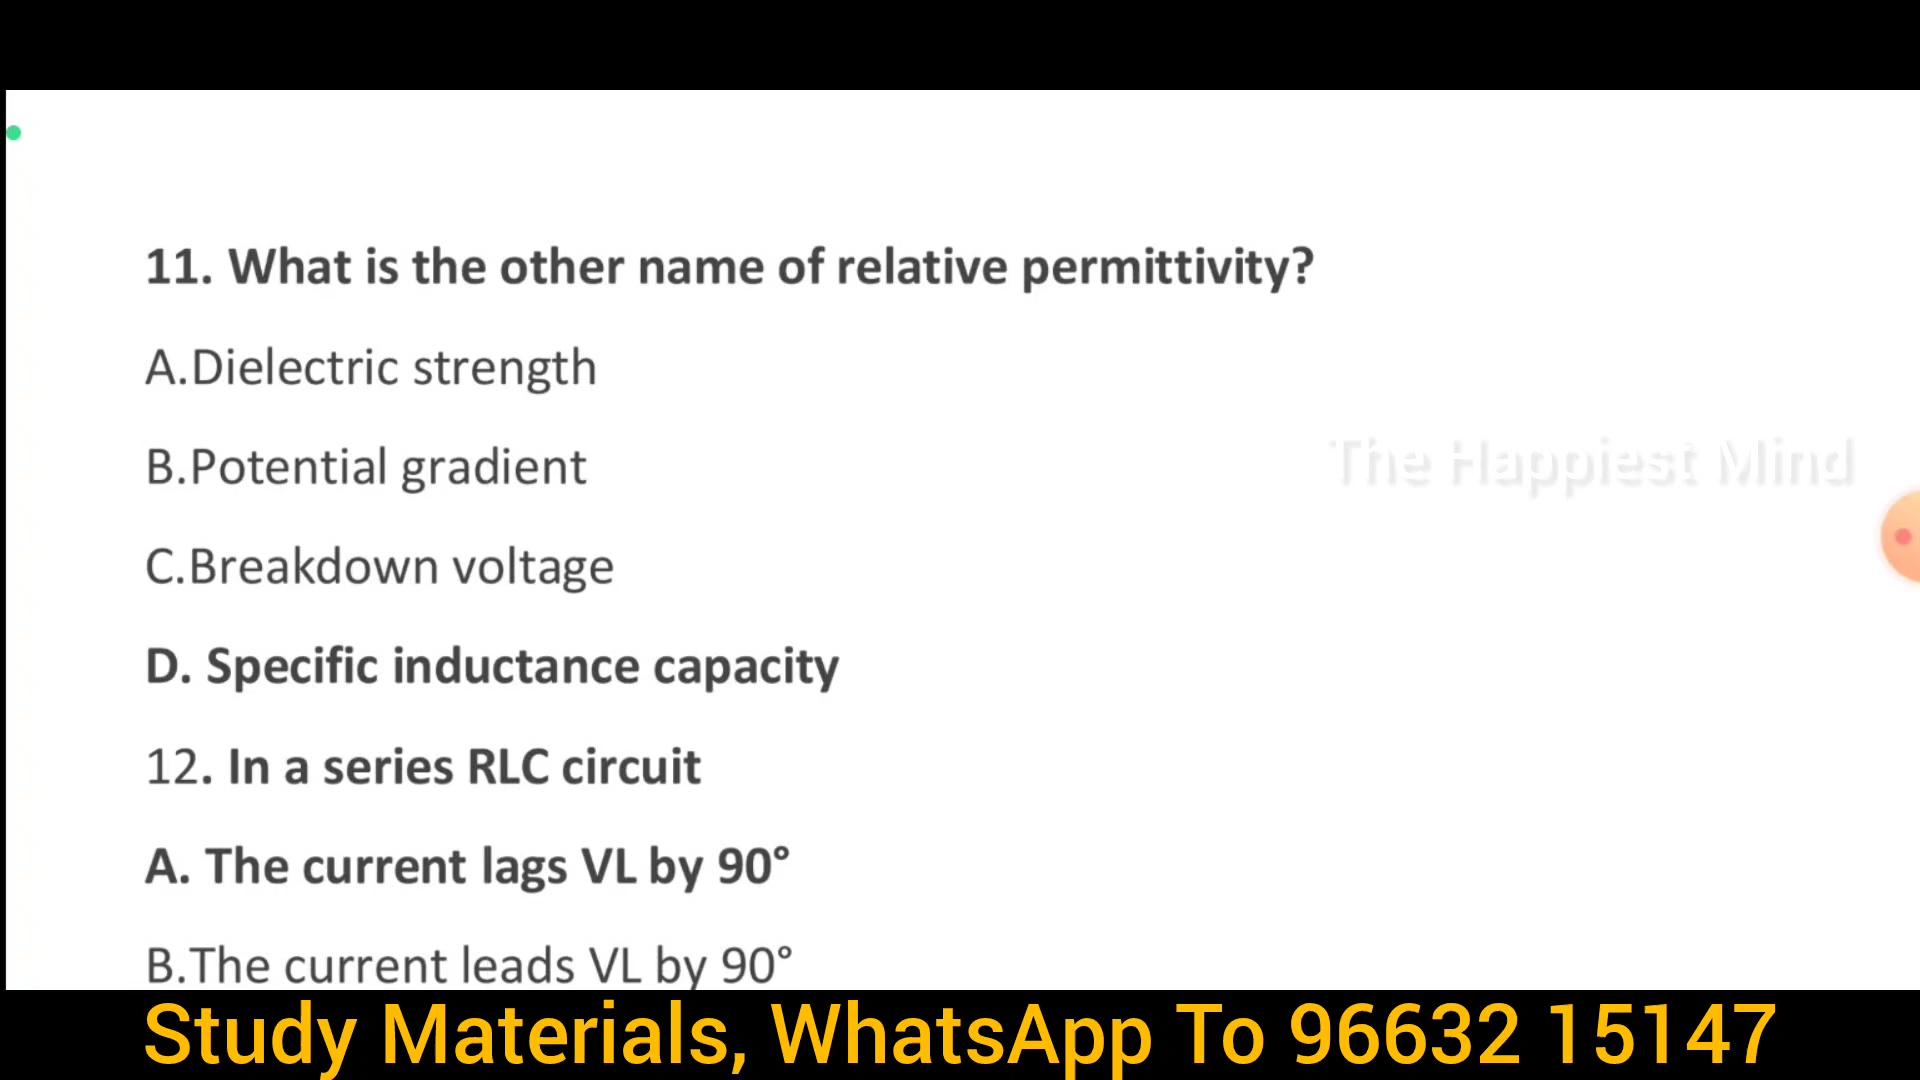 11. What is the other name of relative permittivity?
A.Dielectric strength
B.Potential gradient
The Happiest Mind
C.Breakdown voltage
D. Specific inductance capacity
12. In a series RLC circuit
A. The current lags VL by 90°
B.The current leads VL by 90°
Study Materials, WhatsApp To 96632 15147